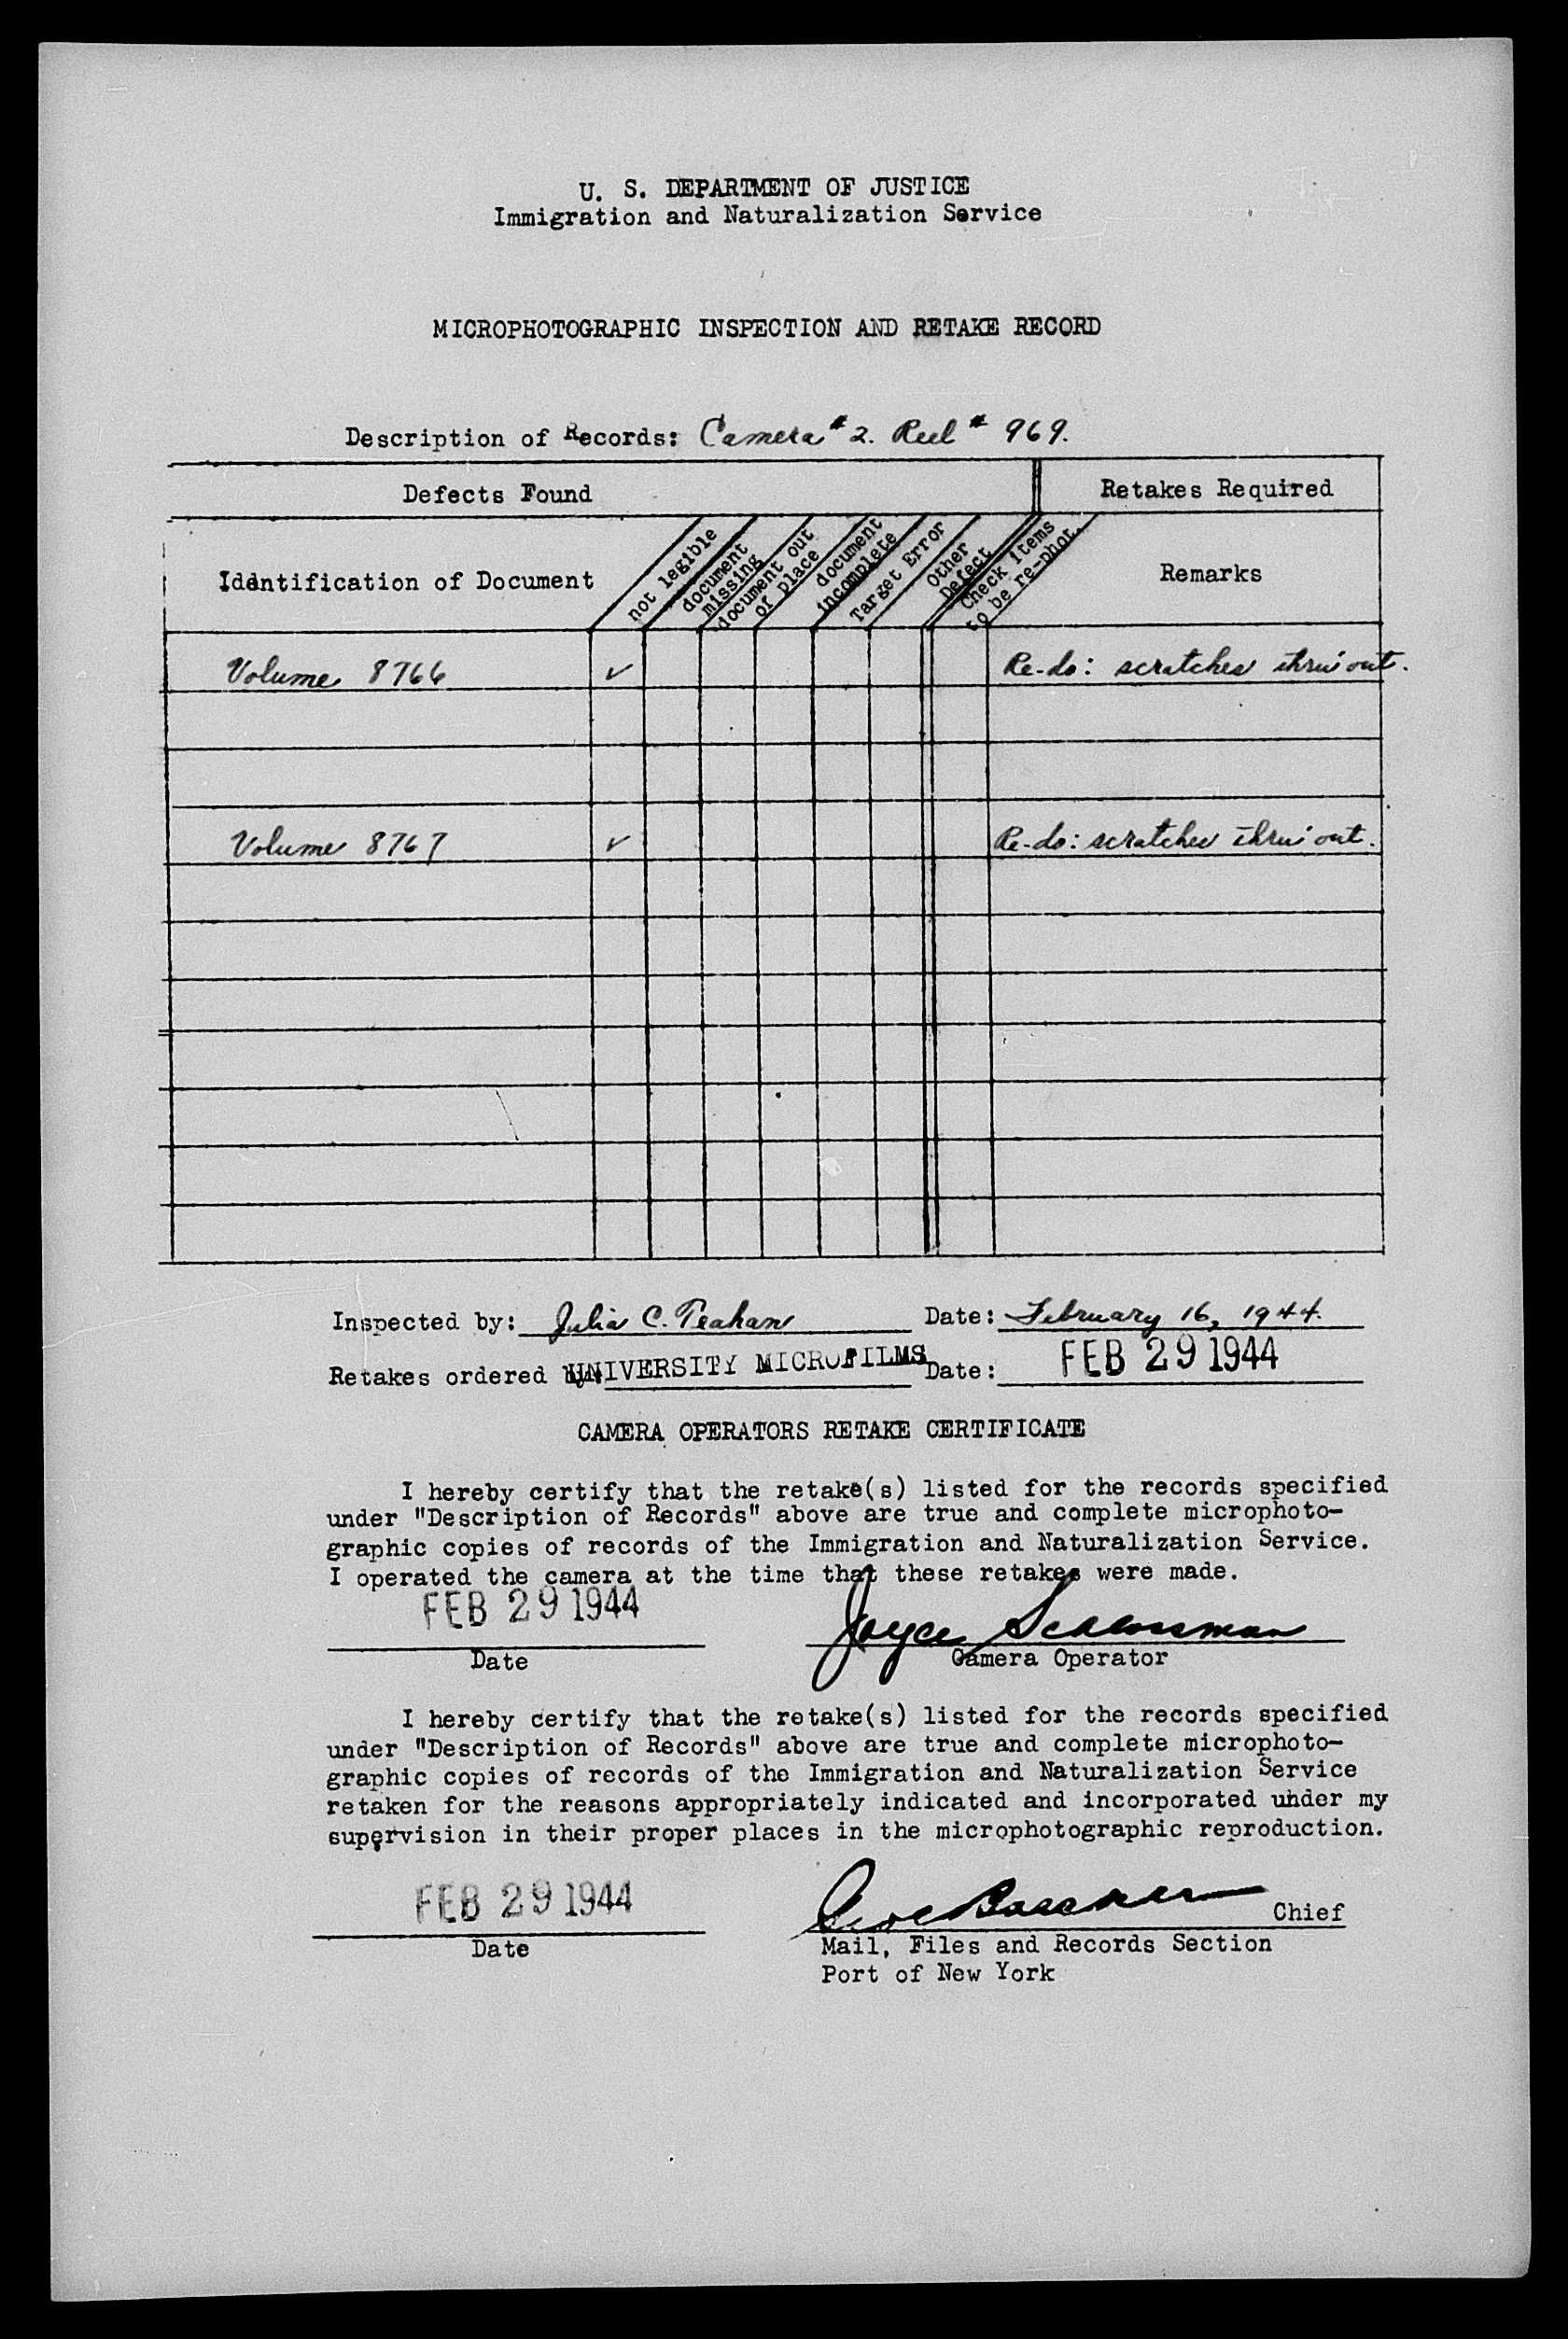 U. S. DEPARTMENT OF JUSTICE
Immigration and Naturalization Service
MICROPHOTOGRAPHIC INSPECTION AND RETAKE RECORD
Description of Records: Camera # 2. Reel # 969.
Defects Found
Retakes Required
Identification of Document
not legible
document missing
document out of place
document incomplete
Target Error
Other Defect
Check items to be re-phot.
Remarks
Volume 8766 ✓ Re-do: scratches thru'out.
Volume 8767 ✓ Re-do: scratches thru'out.
Inspected by: Julia C. Teahan Date: February 16, 1944.
Retakes ordered by: UNIVERSITY MICROFILMS Date: FEB 29 1944
CAMERA OPERATORS RETAKE CERTIFICATE
I hereby certify that the retake(s) listed for the records specified
under "Description of Records" above are true and complete microphoto-
graphic copies of records of the Immigration and Naturalization Service.
I operated the camera at the time that these retakes were made.
FEB 29 1944 Joyce Schlossman
Date Camera Operator
I hereby certify that the retake(s) listed for the records specified
under "Description of Records" above are true and complete microphoto-
graphic copies of records of the Immigration and Naturalization Service
retaken for the reasons appropriately indicated and incorporated under my
supervision in their proper places in the microphotographic reproduction.
FEB 29 1944 Chief
Date Mail, Files and Records Section
Port of New York